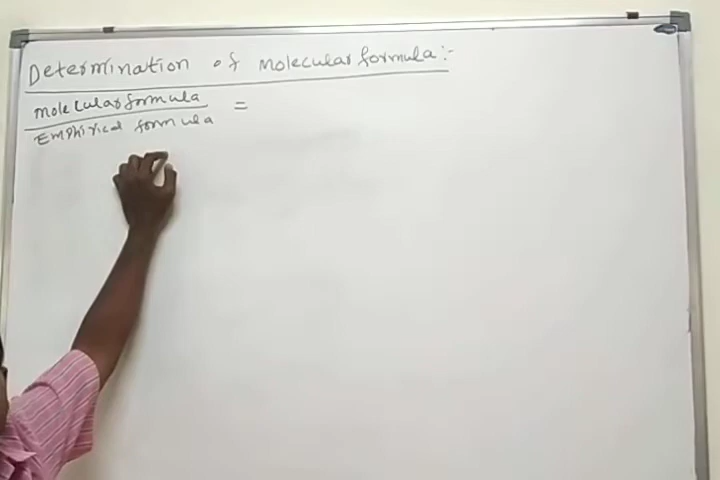 Determination of molecular formula:-
molecular formula =
Emphirical formula